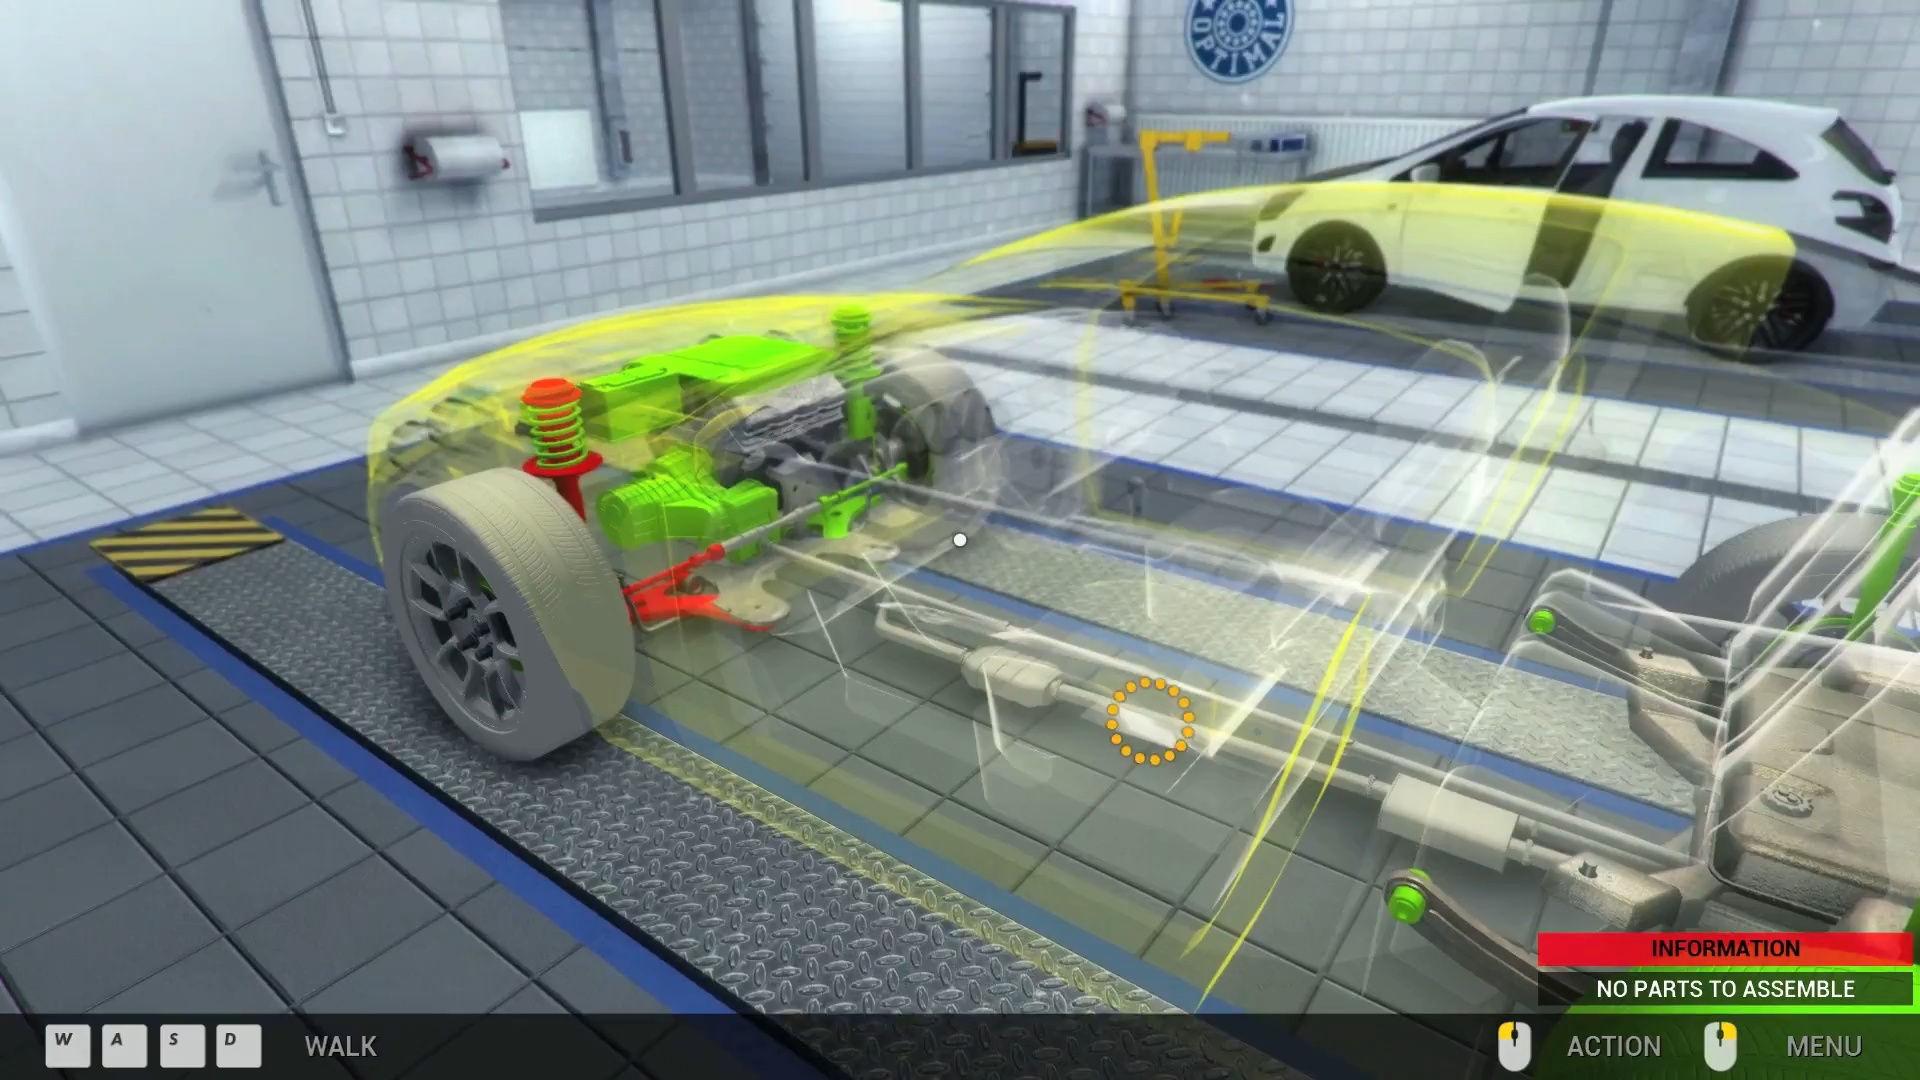 OPTIMAL
INFORMATION
NO PARTS TO ASSEMBLE
W A S D WALK
ACTION MENU